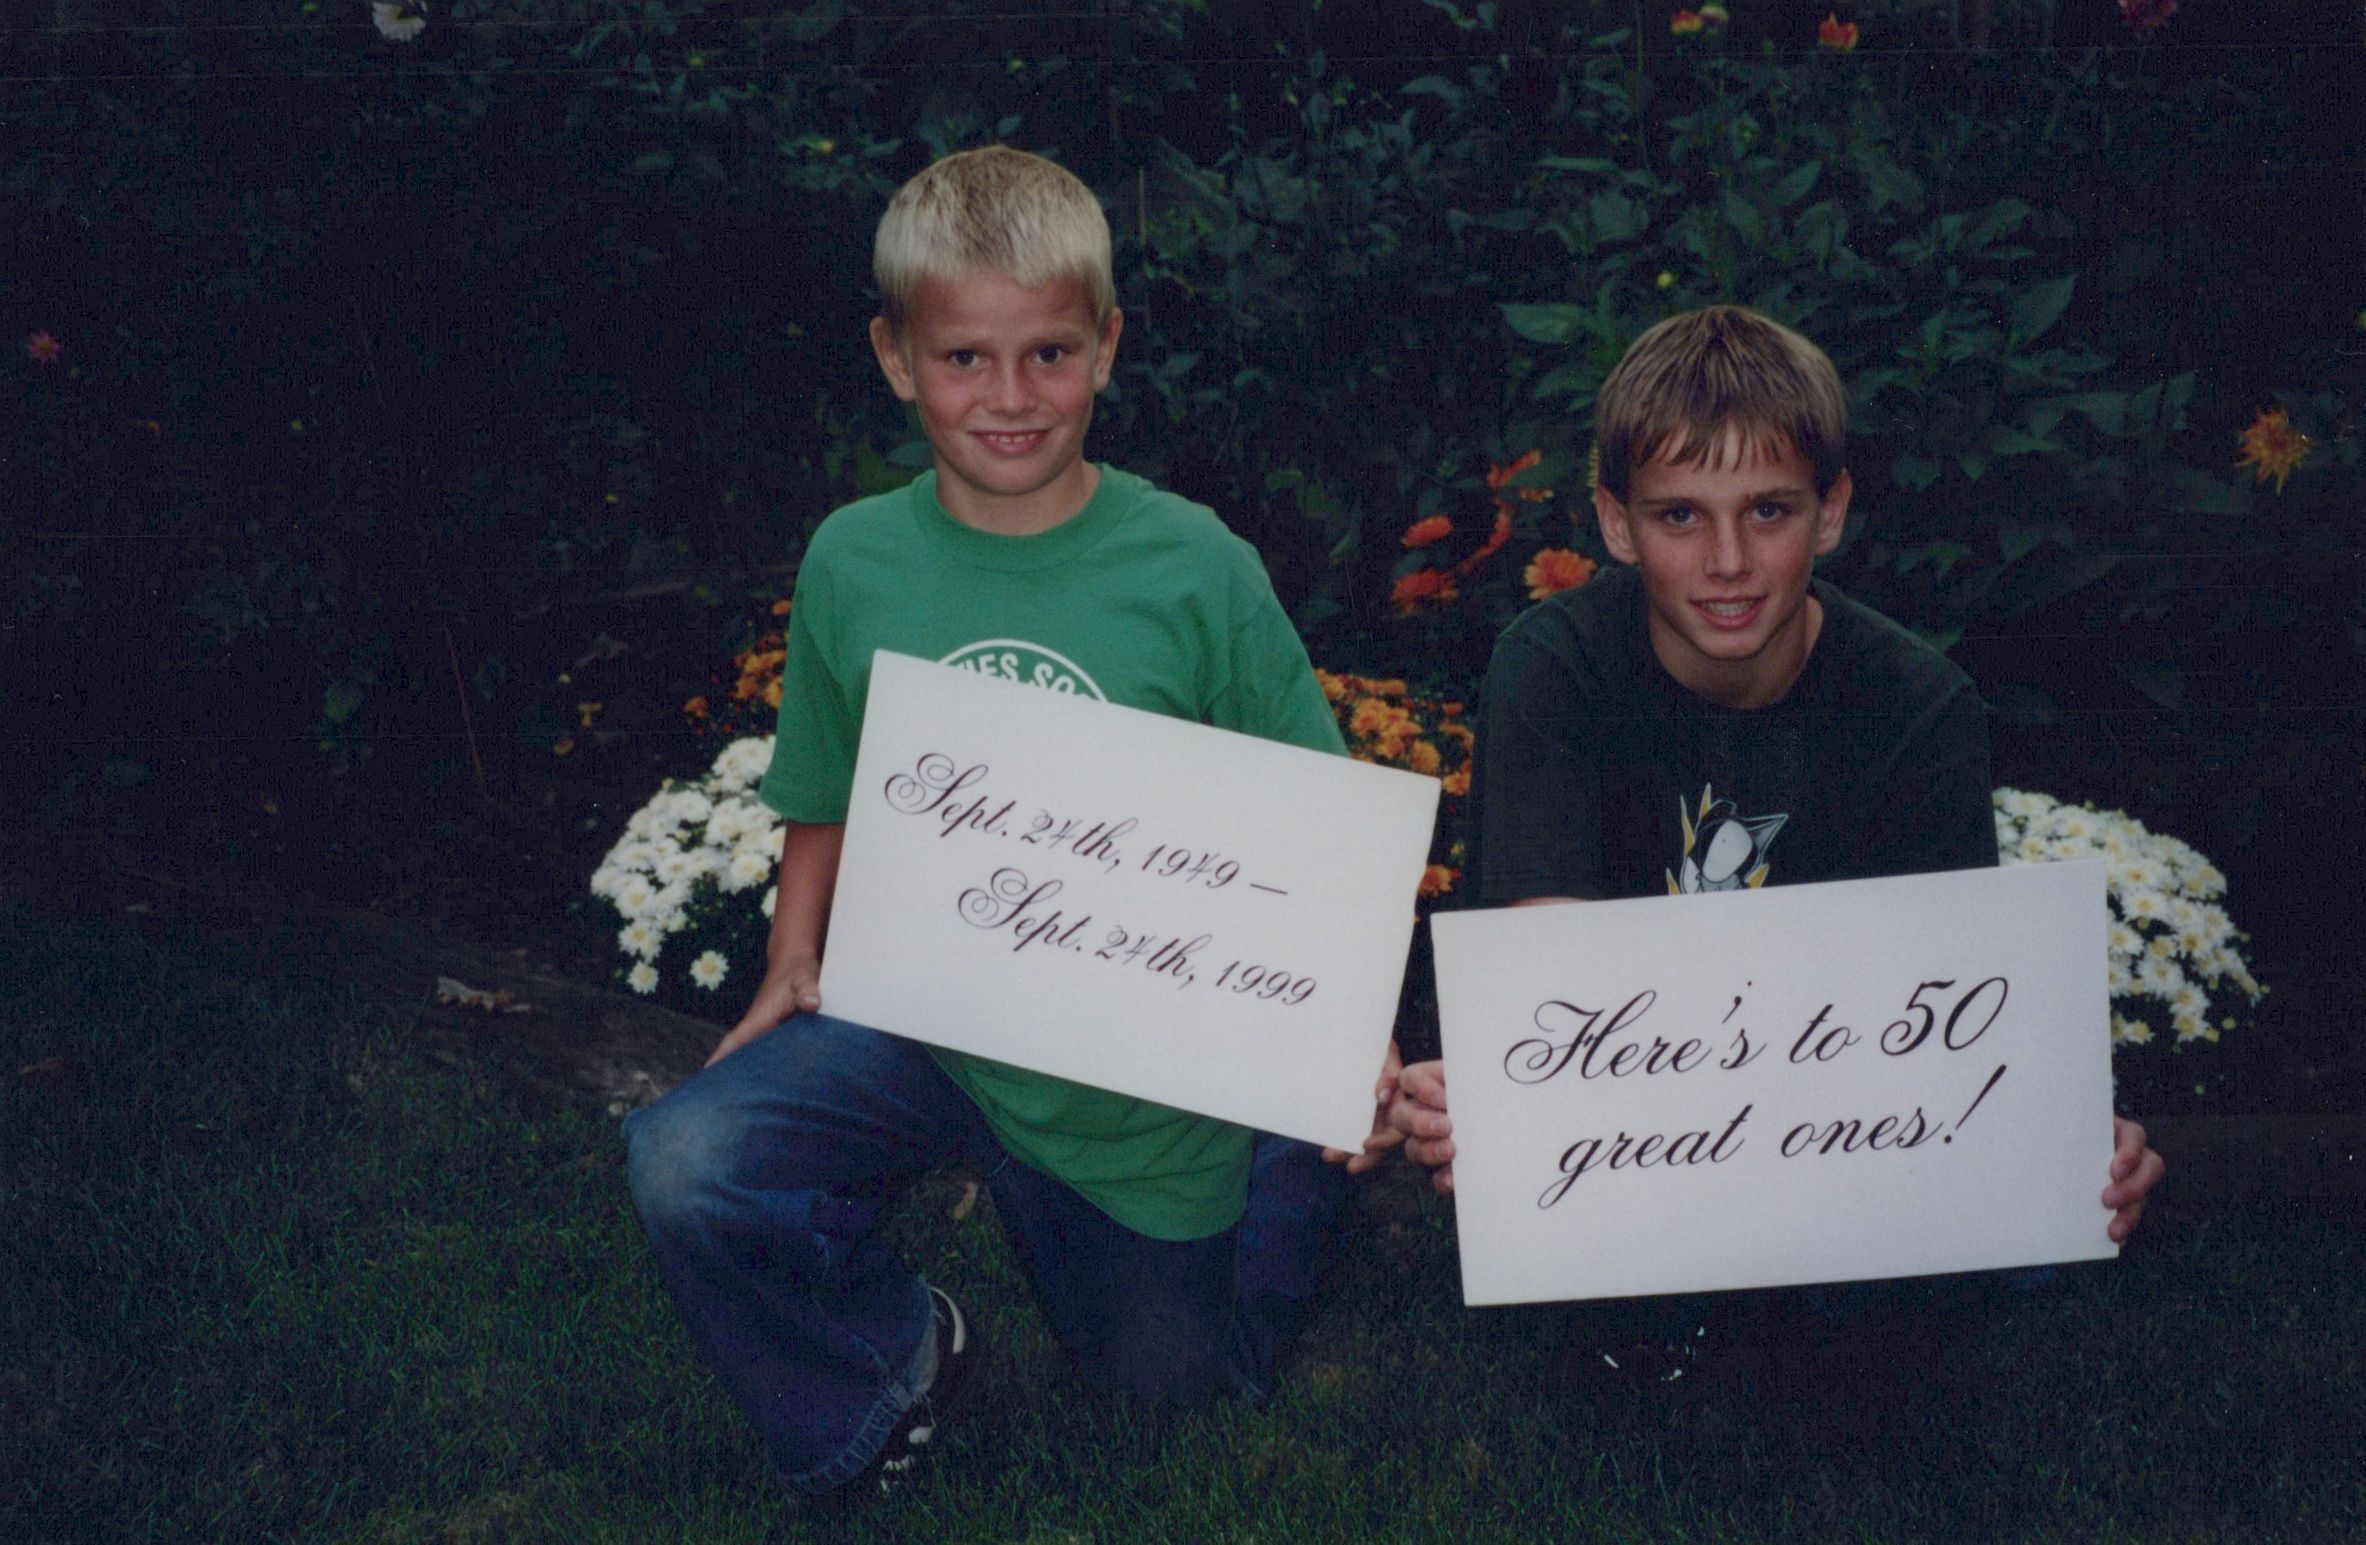 Sept. 24th, 1949 –
Sept. 24th, 1999
Here's to 50
great ones!